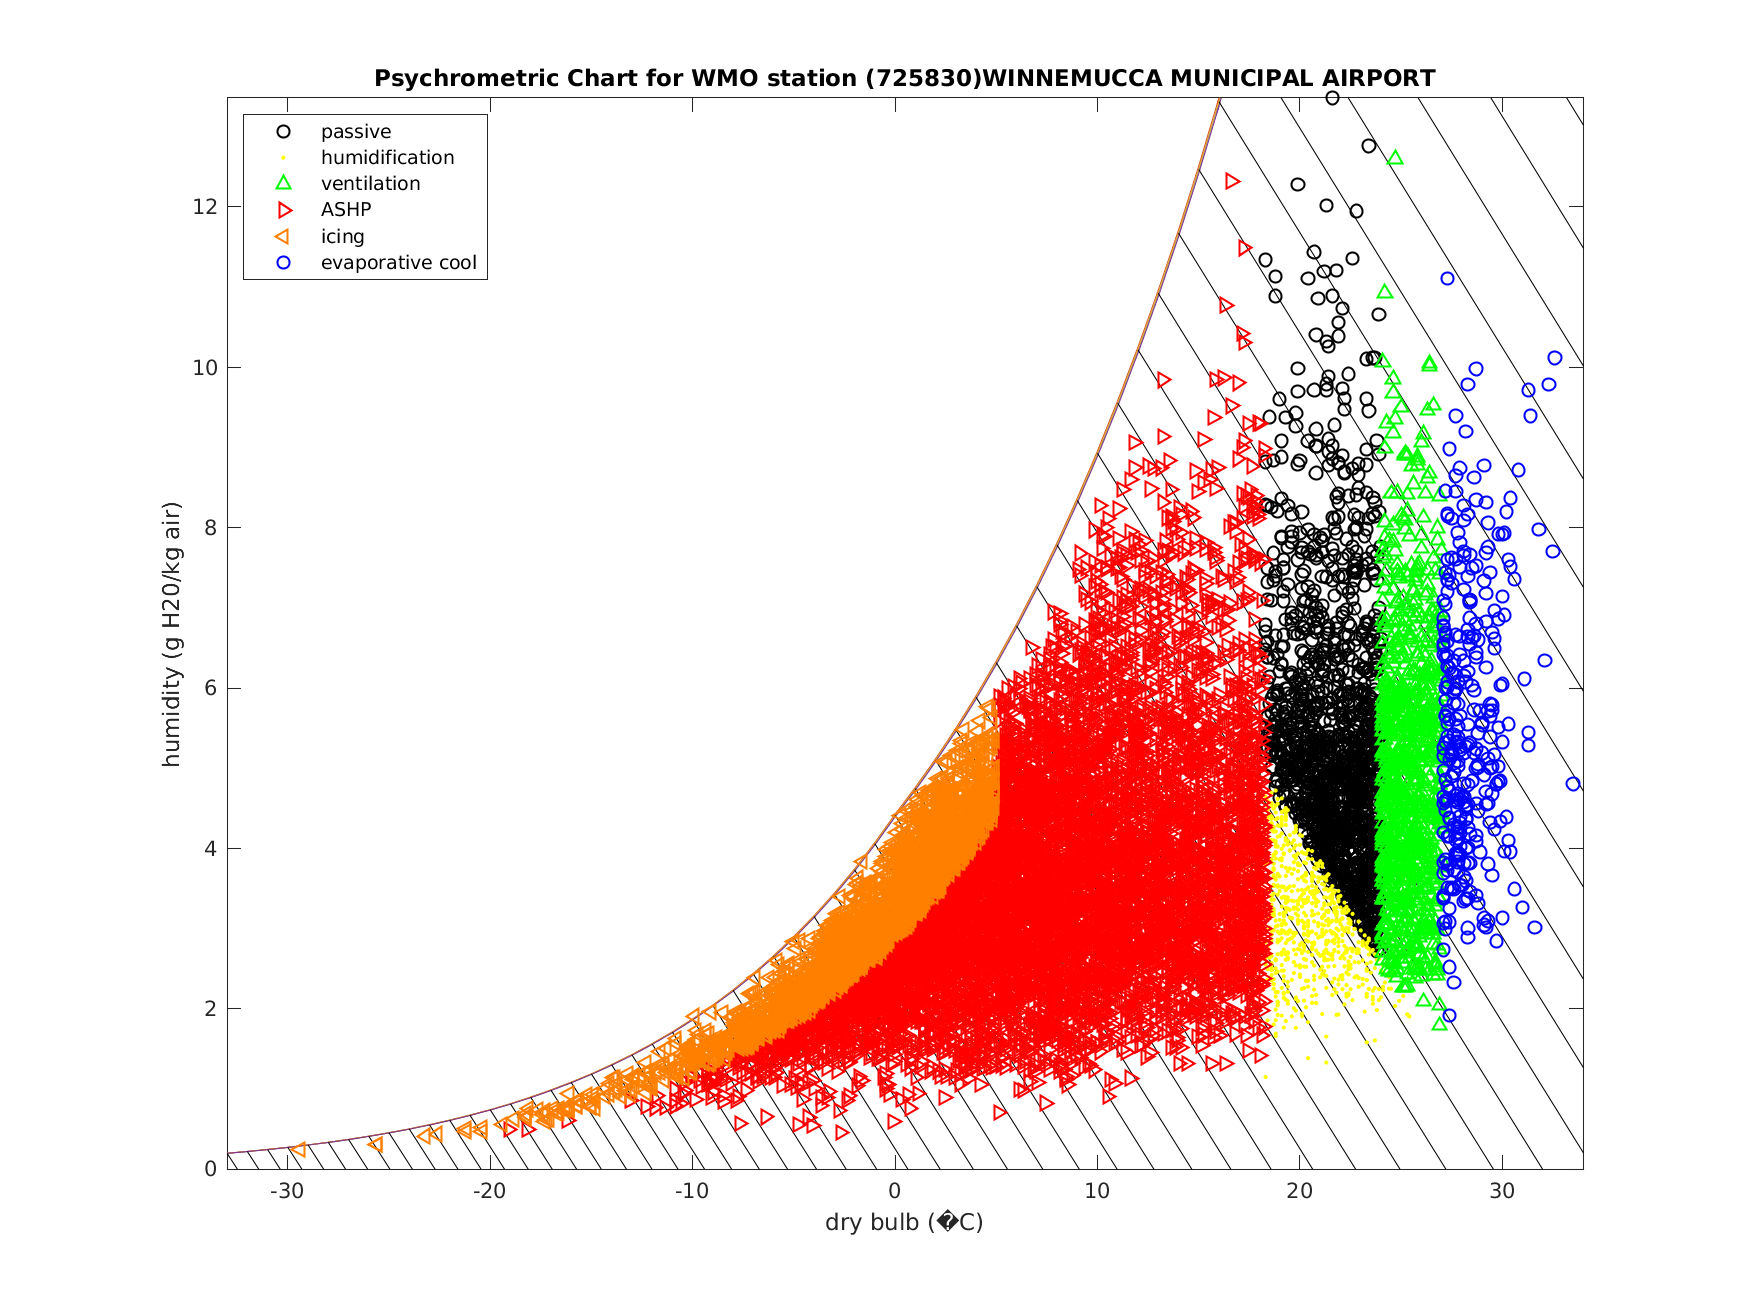 Psychrometric Chart for WMO station (725830)WINNEMUCCA MUNICIPAL AIRPORT
passive
humidification
ventilation
ASHP
icing
evaporative cool
humidity (g H20/kg air)
12
10
8
6
4
2
0
-30 -20 -10 0 10 20 30
dry bulb (�C)